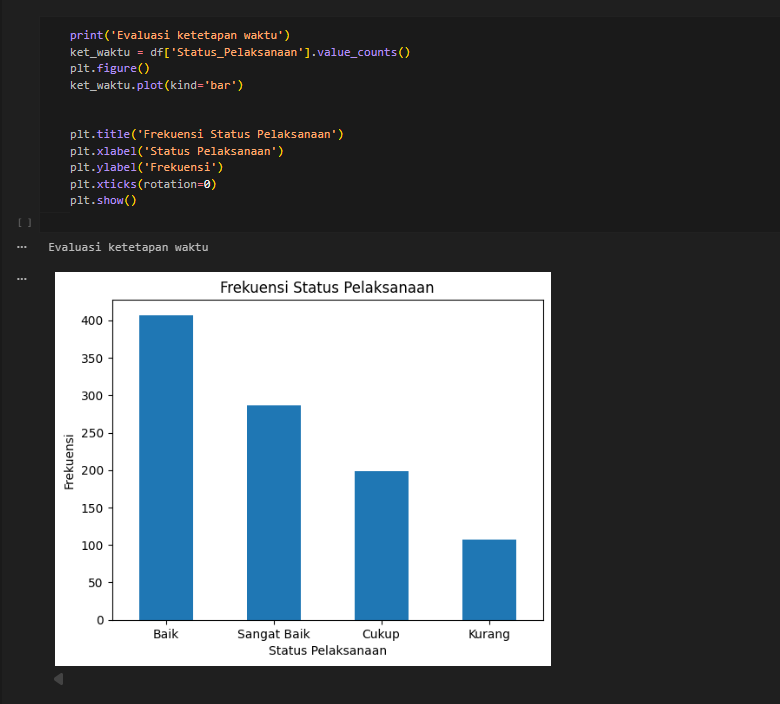 print('Evaluasi ketetapan waktu')
ket_waktu = df['Status_Pelaksanaan'].value_counts()
plt.figure()
ket_waktu.plot(kind='bar')
plt.title('Frekuensi Status Pelaksanaan')
plt.xlabel('Status Pelaksanaan')
plt.ylabel('Frekuensi')
plt.xticks(rotation=0)
plt.show()
[ ]
... Evaluasi ketetapan waktu
...
Frekuensi Status Pelaksanaan
400
350
300
250
200
150
100
50
0
Frekuensi
Baik Sangat Baik Cukup Kurang
Status Pelaksanaan